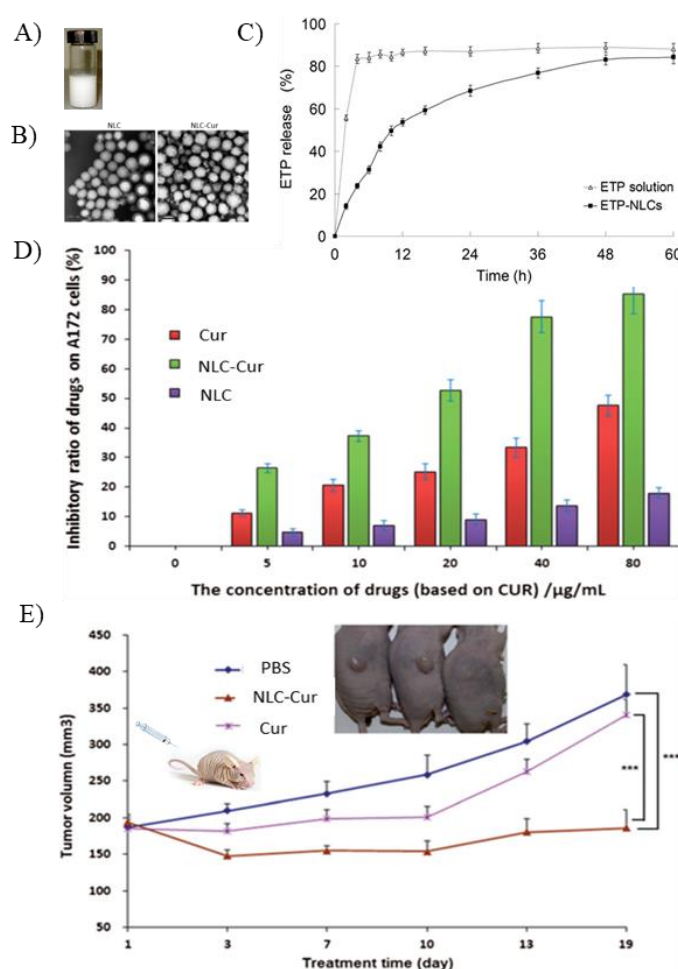 A)
B)
NLC
NLC-Cur
C)
ETP release (%)
100
80
60
40
20
0
ETP solution
ETP-NLCs
0
12
24
36
48
60
Time (h)
D)
Inhibitory ratio of drugs on A172 cells (%)
100
90
80
70
60
50
40
30
20
10
0
Cur
NLC-Cur
NLC
0
5
10
20
40
80
The concentration of drugs (based on CUR) /μg/mL
E)
Tumor volumn (mm3)
450
400
350
300
250
200
150
100
50
PBS
NLC-Cur
Cur
***
***
1
3
7
10
13
19
Treatment time (day)